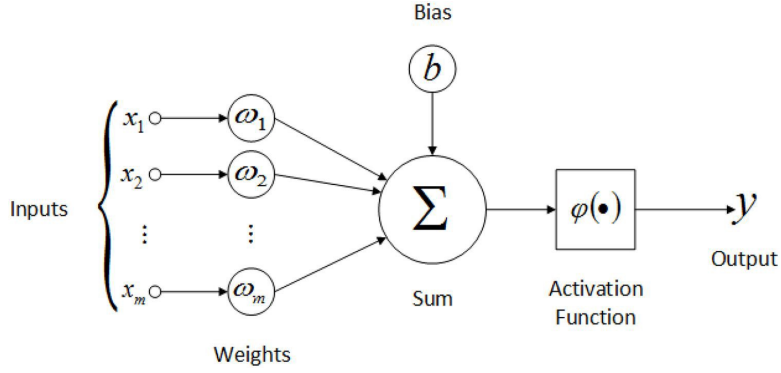 Bias
b
x₁ ω₁
x₂ ω₂
Inputs
⋮ ⋮
Σ
φ(•)
y
Output
xₘ ωₘ
Sum
Activation
Function
Weights